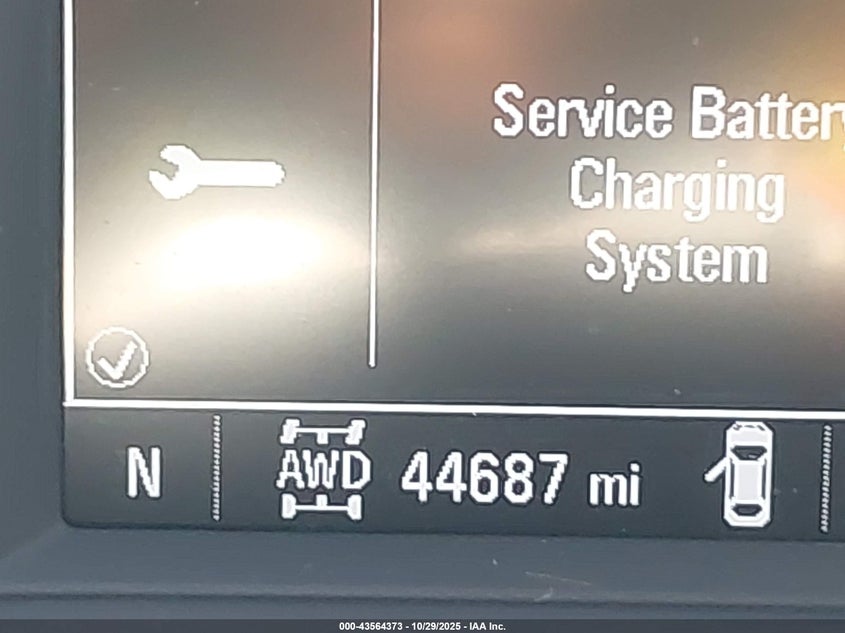 Service Battery
Charging
System
N
AWD
44687 mi
000-43564373 - 10/29/2025 - IAA Inc.